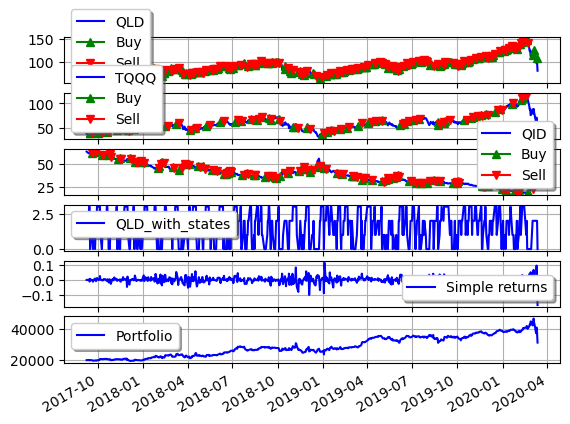 QLD
Buy
Sell
150
100
TQQQ
Buy
Sell
100
50
QID
Buy
Sell
50
25
QLD_with_states
2.5
0.0
Simple returns
0.1
0.0
−0.1
Portfolio
40000
20000
2017-10 2018-01 2018-04 2018-07 2018-10 2019-01 2019-04 2019-07 2019-10 2020-01 2020-04